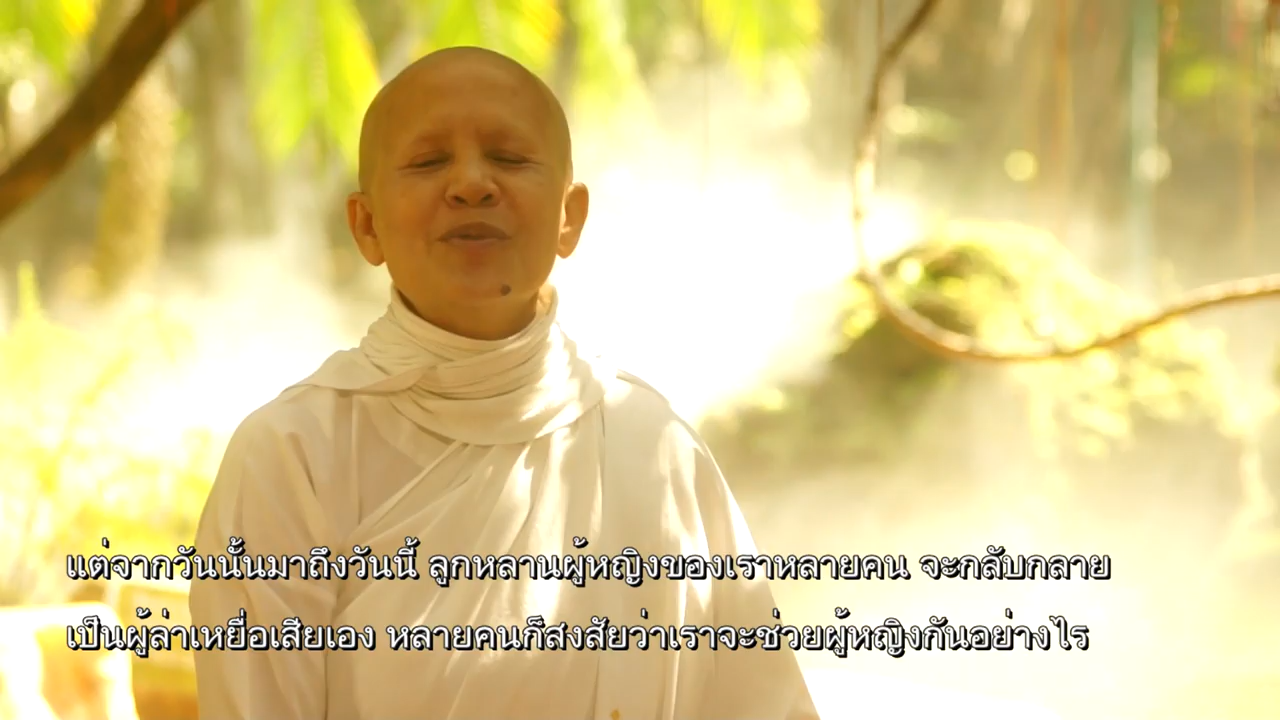 แต่จากวันนั้นมาถึงวันนี้ ลูกหลานผู้หญิงของเราหลายคน จะกลับกลาย
เป็นผู้ล่าเหยื่อเสียเอง หลายคนก็สงสัยว่าเราจะช่วยผู้หญิงกันอย่างไร